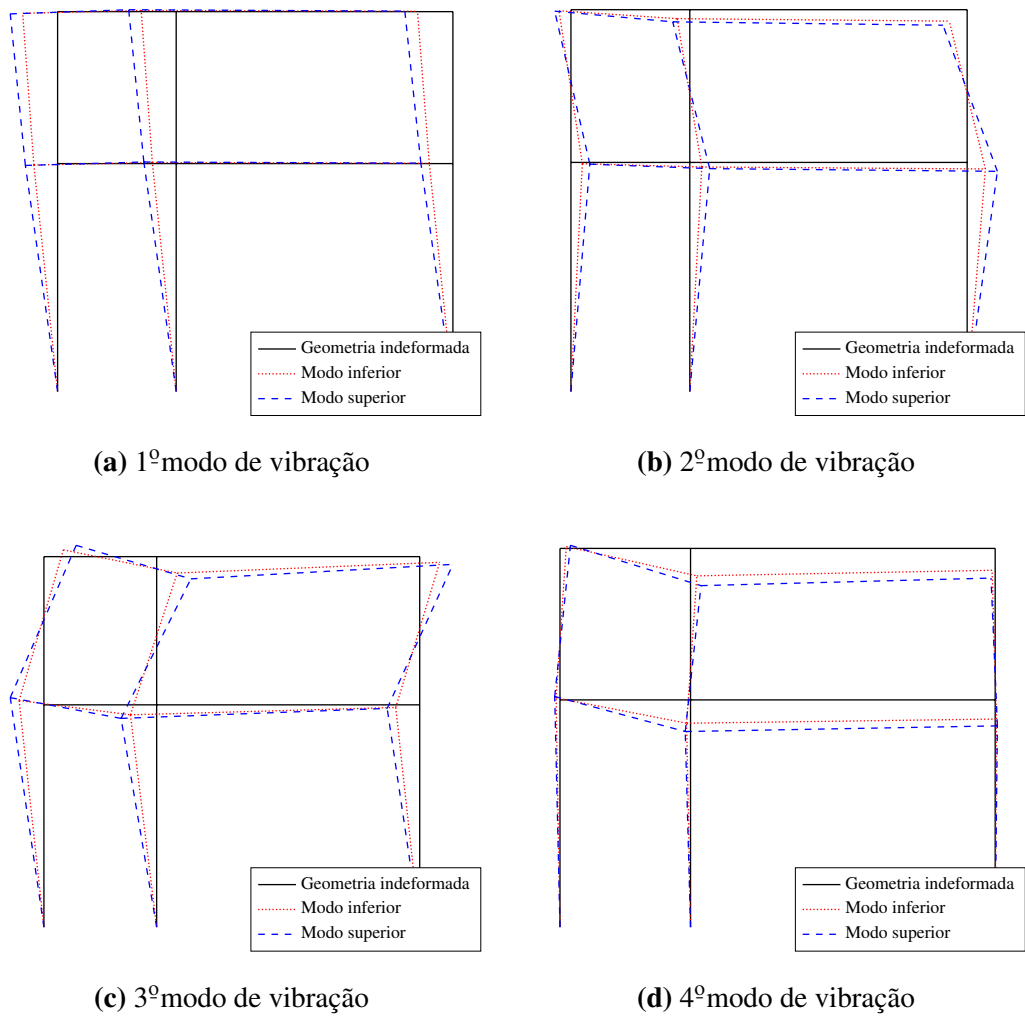 Geometria indeformada
Modo inferior
Modo superior
(a) 1ºmodo de vibração
Geometria indeformada
Modo inferior
Modo superior
(b) 2ºmodo de vibração
Geometria indeformada
Modo inferior
Modo superior
(c) 3ºmodo de vibração
Geometria indeformada
Modo inferior
Modo superior
(d) 4ºmodo de vibração